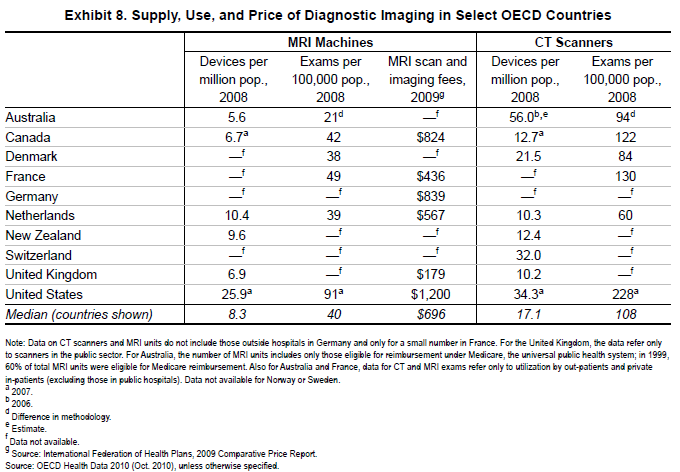 Exhibit 8. Supply, Use, and Price of Diagnostic Imaging in Select OECD Countries
MRI Machines CT Scanners
Devices per million pop., 2008 Exams per 100,000 pop., 2008 MRI scan and imaging fees, 2009g Devices per million pop., 2008 Exams per 100,000 pop., 2008
Australia 5.6 21d —f 56.0b,e 94d
Canada 6.7a 42 $824 12.7a 122
Denmark —f 38 —f 21.5 84
France —f 49 $436 —f 130
Germany —f —f $839 —f —f
Netherlands 10.4 39 $567 10.3 60
New Zealand 9.6 —f —f 12.4 —f
Switzerland —f —f —f 32.0 —f
United Kingdom 6.9 —f $179 10.2 —f
United States 25.9a 91a $1,200 34.3a 228a
Median (countries shown) 8.3 40 $696 17.1 108
Note: Data on CT scanners and MRI units do not include those outside hospitals in Germany and only for a small number in France. For the United Kingdom, the data refer only
to scanners in the public sector. For Australia, the number of MRI units includes only those eligible for reimbursement under Medicare, the universal public health system; in 1999,
60% of total MRI units were eligible for Medicare reimbursement. Also for Australia and France, data for CT and MRI exams refer only to utilization by out-patients and private
in-patients (excluding those in public hospitals). Data not available for Norway or Sweden.
a 2007.
b 2006.
d Difference in methodology.
e Estimate.
f Data not available.
g Source: International Federation of Health Plans, 2009 Comparative Price Report.
Source: OECD Health Data 2010 (Oct. 2010), unless otherwise specified.